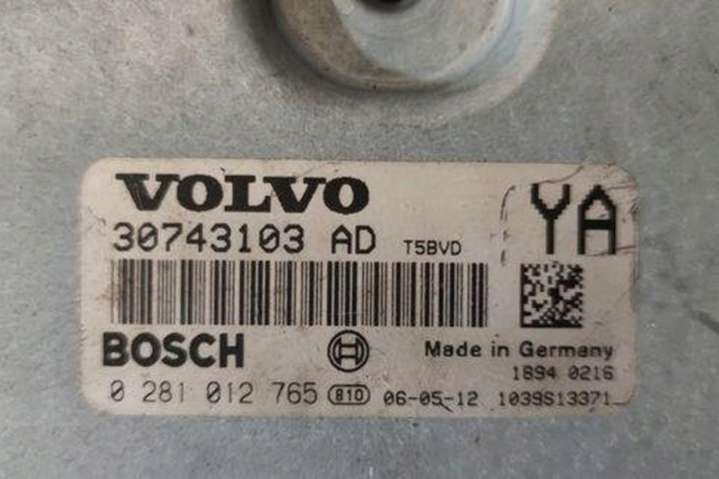 VOLVO
30743103 AD T5BVD
YA
BOSCH
Made in Germany
1894 0216
0 281 012 765 810 06-05-12 1039S13371